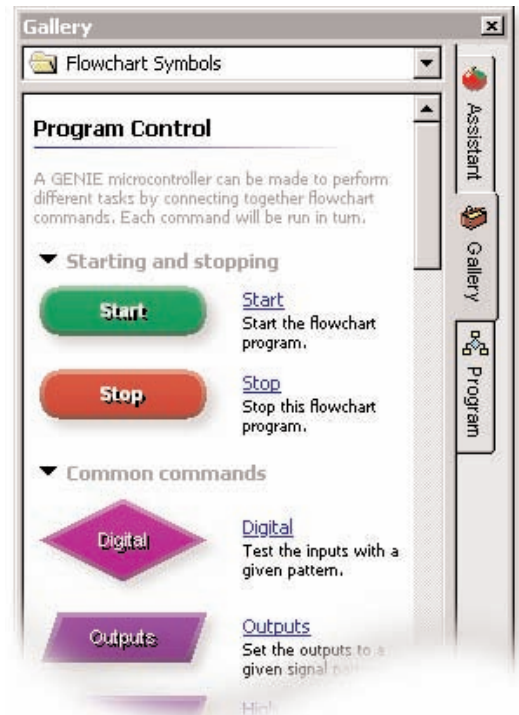 Gallery
Flowchart Symbols
Program Control
A GENIE microcontroller can be made to perform
different tasks by connecting together flowchart
commands. Each command will be run in turn.
Starting and stopping
Start
Start
Start the flowchart
program.
Stop
Stop
Stop this flowchart
program.
Common commands
Digital
Digital
Test the inputs with a
given pattern.
Outputs
Outputs
Set the outputs to a
given signal
High
Assistant
Gallery
Program